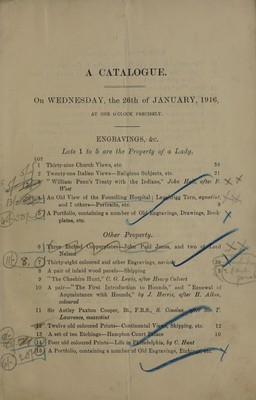 A CATALOGUE.
On WEDNESDAY, the 26th of JANUARY, 1916,
AT ONE O'CLOCK PRECISELY.
ENGRAVINGS, &c.
Lots 1 to 5 are the Property of a Lady.
LOT
1 Thirty-nine Church Views, etc. 39
2 Twenty-one Italian Views—Religious Subjects, etc. 21
3 "William Penn's Treaty with the Indians," John Hall, after B.
West
4 An Old View of the Foundling Hospital; Tarn, aquatint,
and 7 others—Portraits, etc.
5 A Portfolio, containing a number of Old Engravings, Drawings, Book-
plates, etc.
Other Property.
6 Three John Paul Jones, and two of Lord
Nelson
7 Thirty-eight coloured and other Engravings, various
8 A pair of inlaid wood panels—Shipping
9 "The Cheshire Hunt," C. G. Lewis, after Henry Calvert
10 A pair—"The First Introduction to Hounds," and "Renewal of
Acquaintance with Hounds," by J. Harris, after H. Alken,
coloured
11 Sir Astley Paxton Cooper, Bt., F.R.S., S. Cousins, after Sir T.
Lawrence, mezzotint
12 Twelve old coloured Prints—Continental Views, Shipping, etc. 12
13 A set of ten Etchings—Hampton Court Palace 10
14 Four old coloured Prints—Life in Philadelphia, by C. Hunt
15 A Portfolio, containing a number of Old Engravings, Etchings, etc.